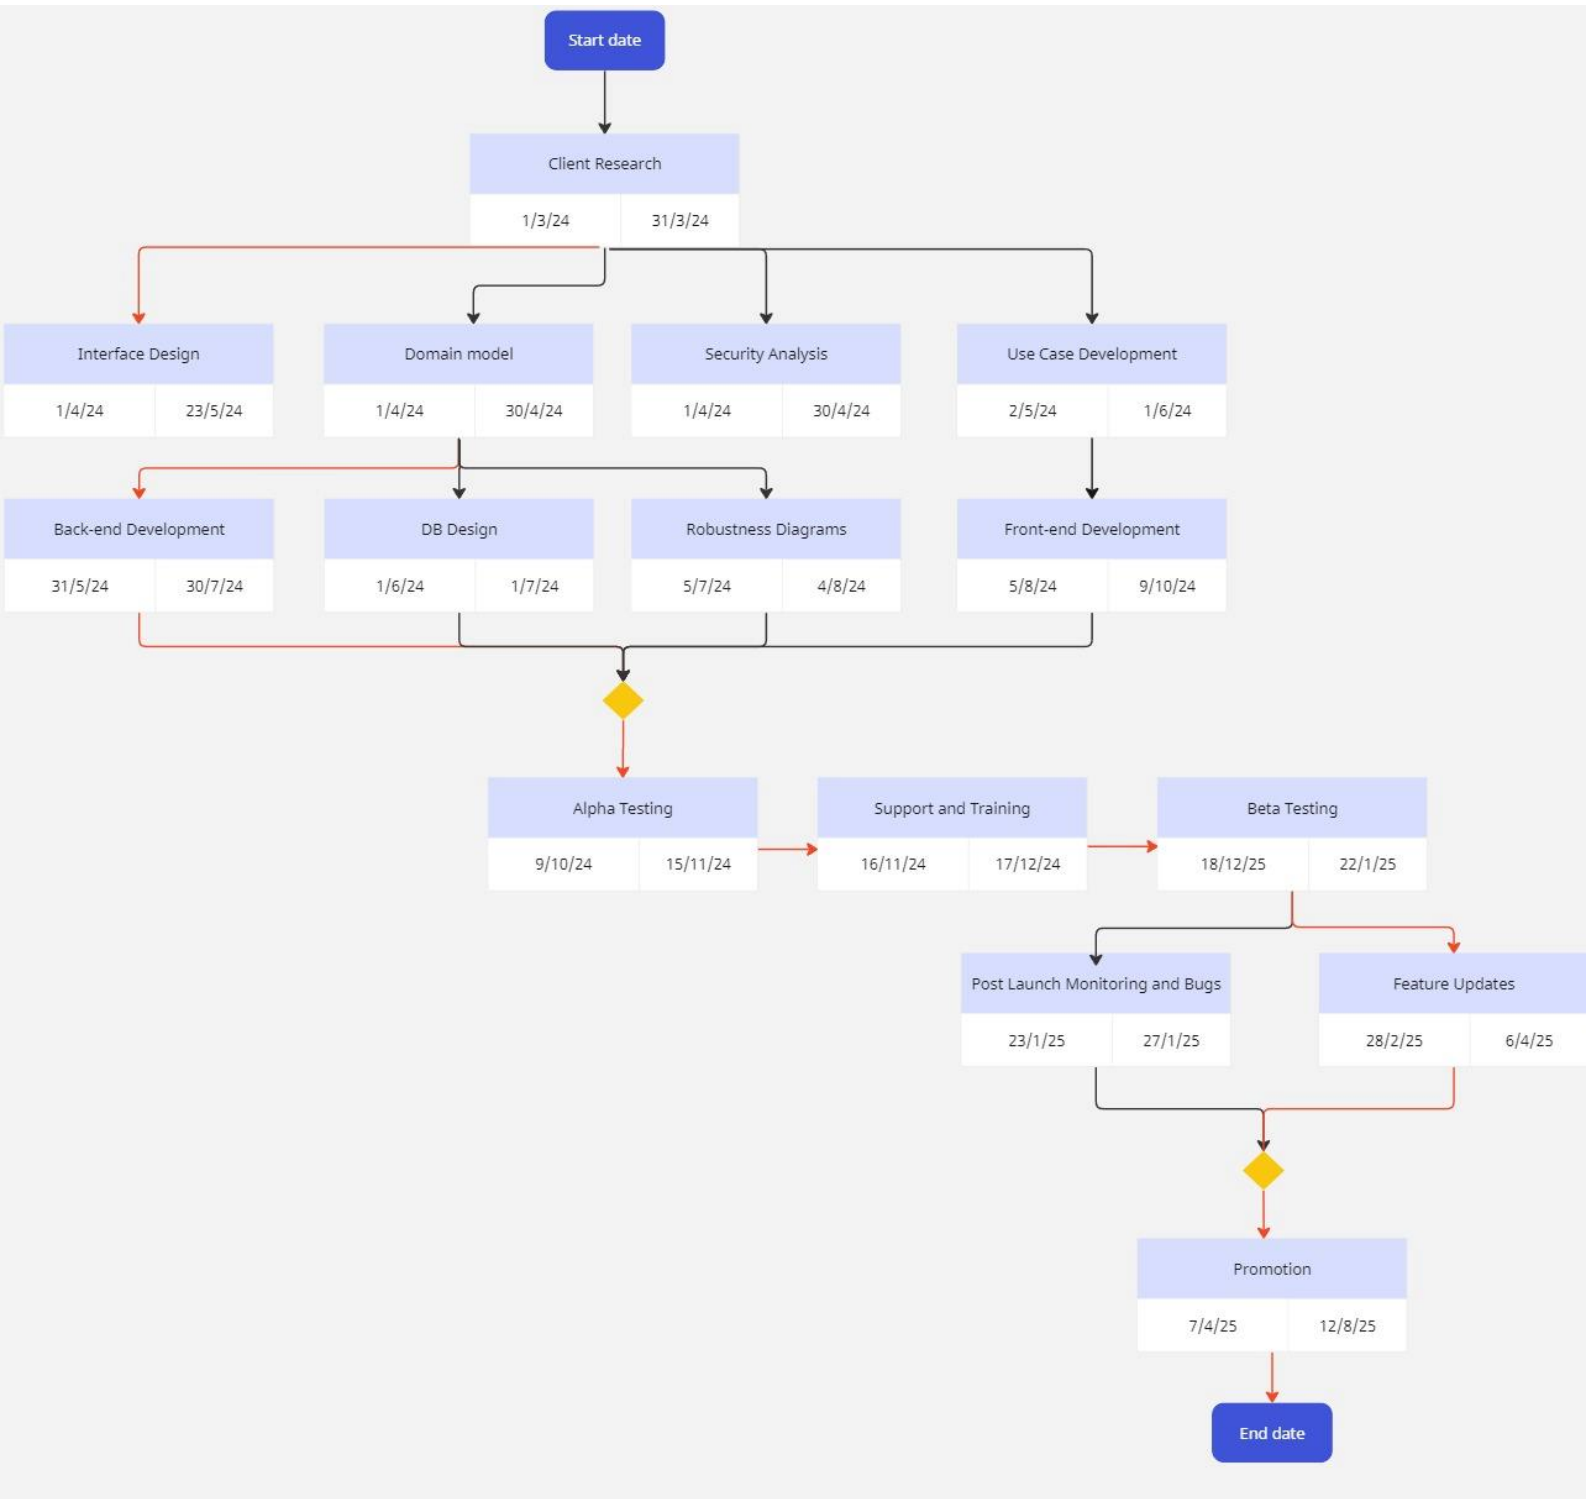 Start date
Client Research
1/3/24 31/3/24
Interface Design Domain model Security Analysis Use Case Development
1/4/24 23/5/24 1/4/24 30/4/24 1/4/24 30/4/24 2/5/24 1/6/24
Back-end Development DB Design Robustness Diagrams Front-end Development
31/5/24 30/7/24 1/6/24 1/7/24 5/7/24 4/8/24 5/8/24 9/10/24
Alpha Testing Support and Training Beta Testing
9/10/24 15/11/24 16/11/24 17/12/24 18/12/25 22/1/25
Post Launch Monitoring and Bugs Feature Updates
23/1/25 27/1/25 28/2/25 6/4/25
Promotion
7/4/25 12/8/25
End date